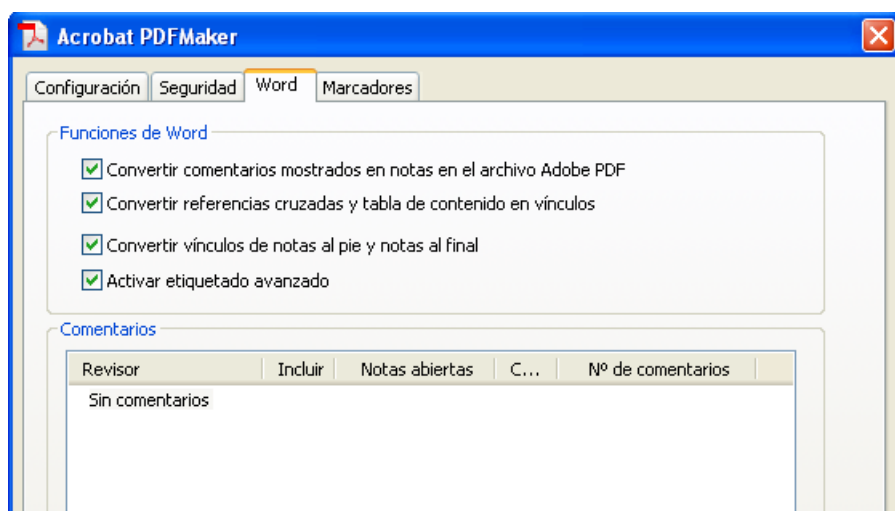 Acrobat PDFMaker
Configuración Seguridad Word Marcadores
Funciones de Word
Convertir comentarios mostrados en notas en el archivo Adobe PDF
Convertir referencias cruzadas y tabla de contenido en vínculos
Convertir vínculos de notas al pie y notas al final
Activar etiquetado avanzado
Comentarios
Revisor Incluir Notas abiertas C... Nº de comentarios
Sin comentarios